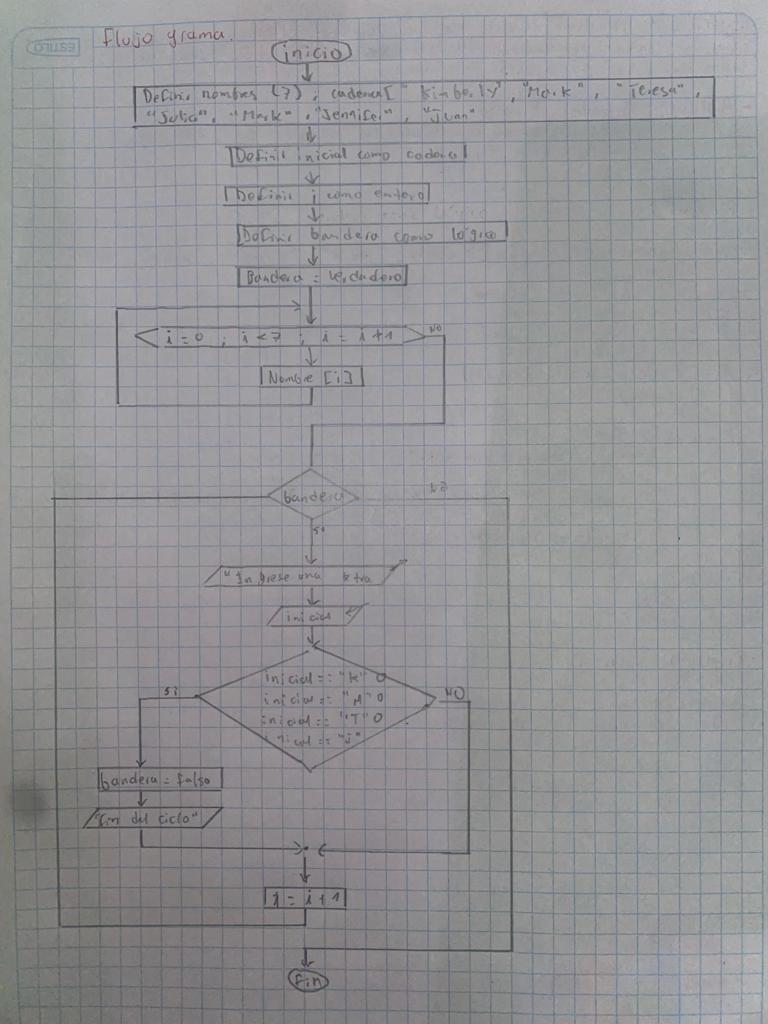 ESTILO
Flujo grama.
inicio
Definir nombres (7) ; cadena[ "Kimberly", "Mark", "Teresa",
"Julia", "Mark", "Jennifer", "Juan"
Definir inicial como cadena
Definir i como entero
Definir bandera como lógico
Bandera = Verdadero
i = 0 ; i < 7 ; i = i + 1
NO
Nombre [i]
bandera
NO
si
"Ingrese una letra
inicial
inicial == "K" O
inicial == "M" O
inicial == "T" O
inicial == "J"
si
NO
bandera = falso
"Fin del ciclo"
i = i + 1
Fin